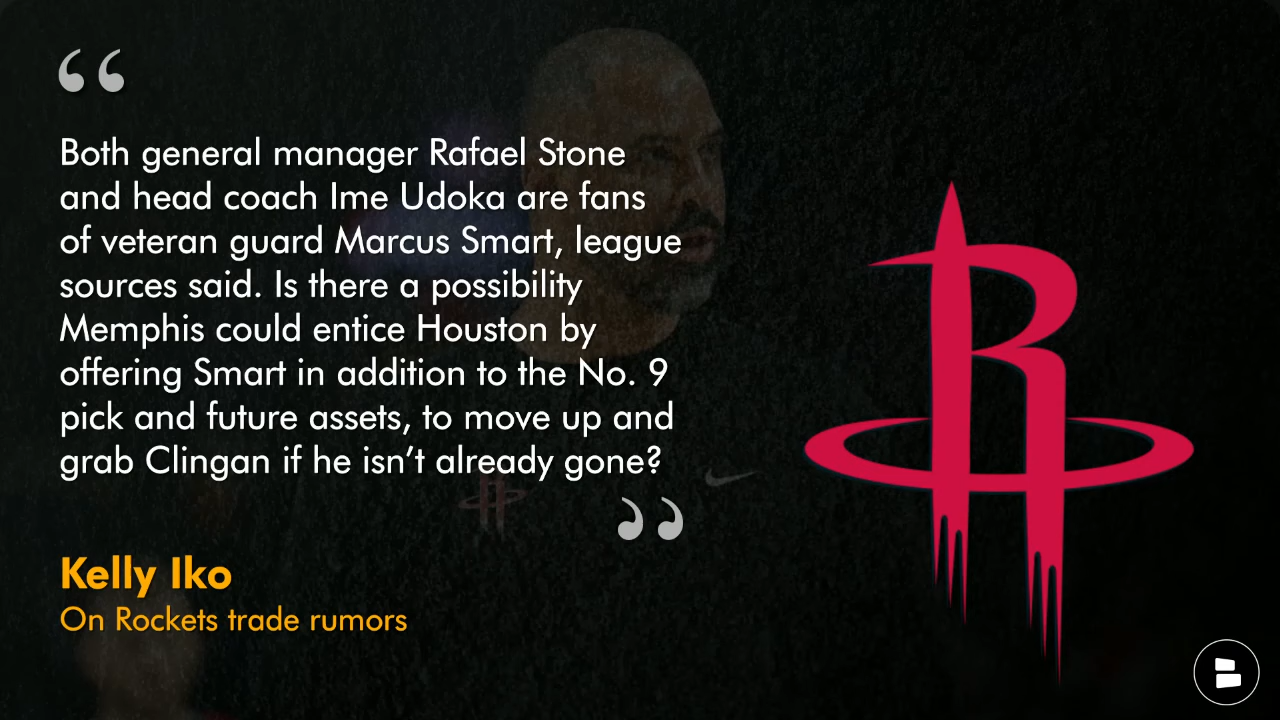 “
Both general manager Rafael Stone
and head coach Ime Udoka are fans
of veteran guard Marcus Smart, league
sources said. Is there a possibility
Memphis could entice Houston by
offering Smart in addition to the No. 9
pick and future assets, to move up and
grab Clingan if he isn’t already gone?
”
Kelly Iko
On Rockets trade rumors